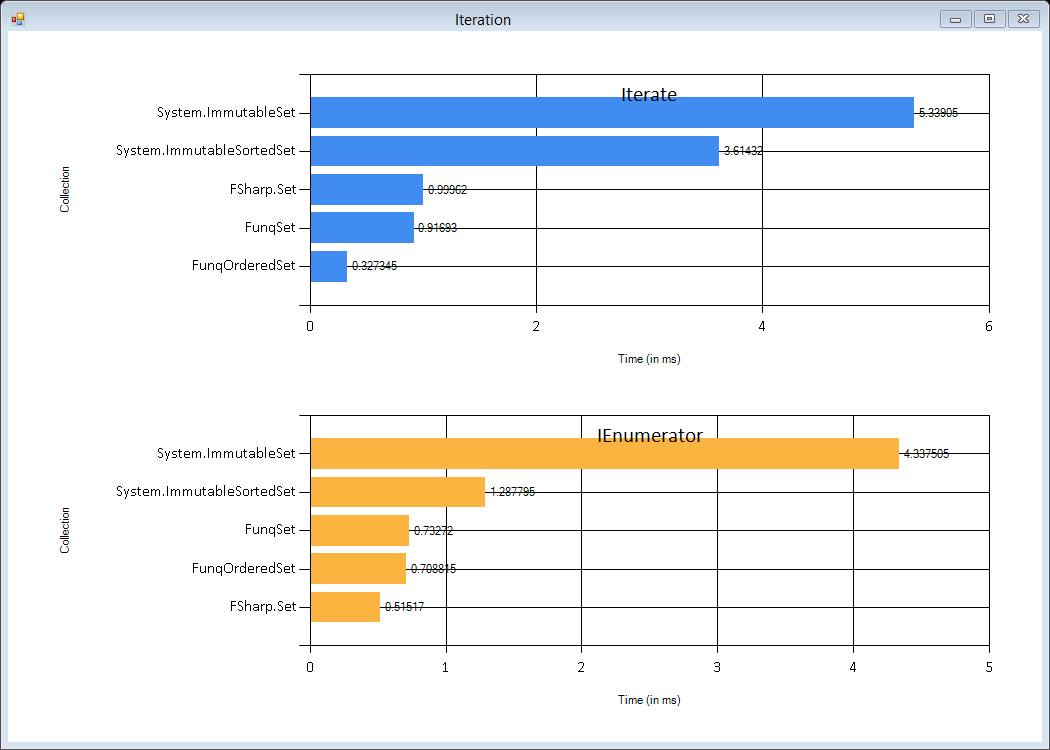 Iteration
Iterate
System.ImmutableSet 5.33905
System.ImmutableSortedSet 3.61432
FSharp.Set 0.99962
FunqSet 0.91693
FunqOrderedSet 0.327345
Collection
0 2 4 6
Time (in ms)
IEnumerator
System.ImmutableSet 4.337505
System.ImmutableSortedSet 1.287795
FunqSet 0.73272
FunqOrderedSet 0.708815
FSharp.Set 0.51517
Collection
0 1 2 3 4 5
Time (in ms)